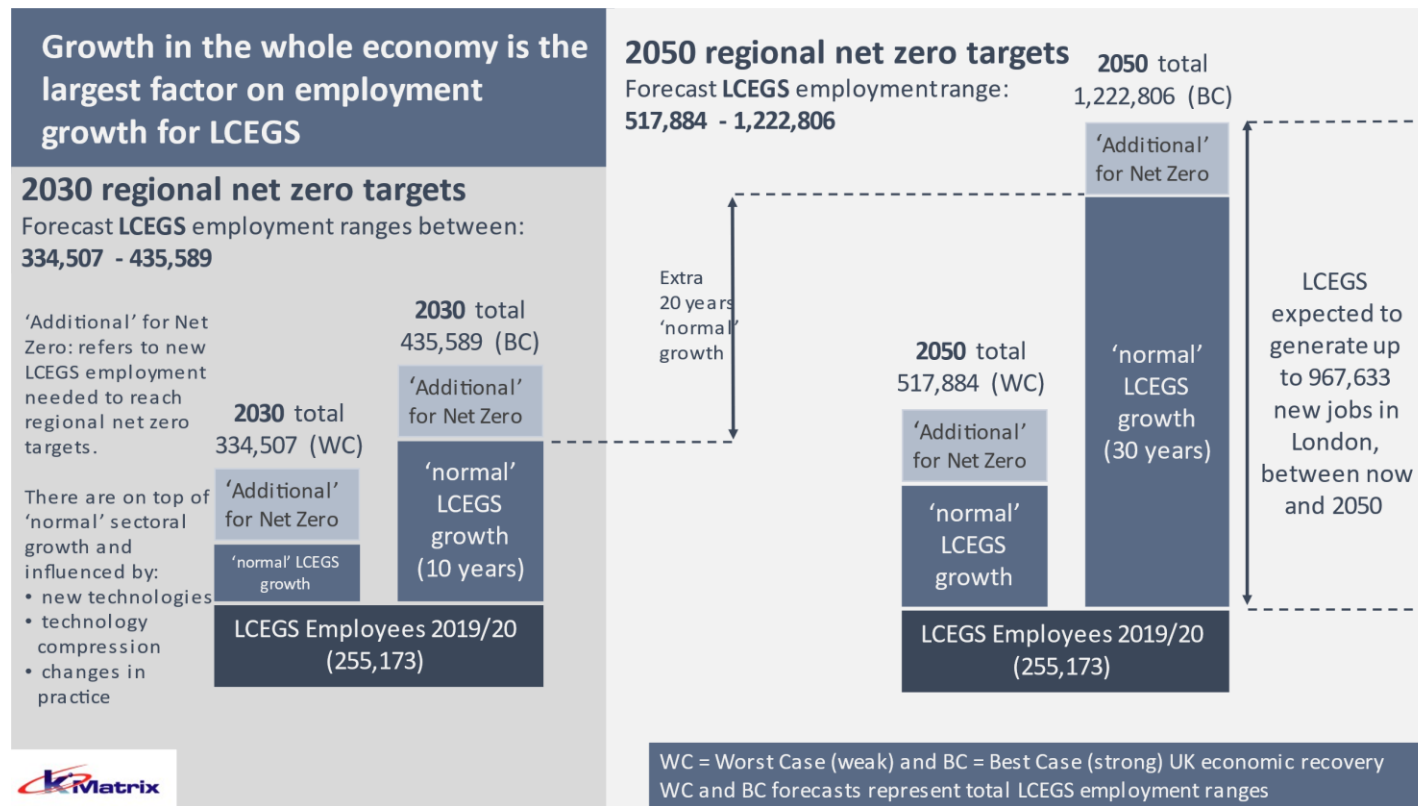 Growth in the whole economy is the
largest factor on employment
growth for LCEGS
2030 regional net zero targets
Forecast LCEGS employment ranges between:
334,507 - 435,589
'Additional' for Net
Zero: refers to new
LCEGS employment
needed to reach
regional net zero
targets.
There are on top of
'normal' sectoral
growth and
influenced by:
• new technologies
• technology
compression
• changes in
practice
2030 total
334,507 (WC)
'Additional'
for Net Zero
'normal' LCEGS
growth
2030 total
435,589 (BC)
'Additional'
for Net Zero
'normal'
LCEGS
growth
(10 years)
LCEGS Employees 2019/20
(255,173)
2050 regional net zero targets
Forecast LCEGS employment range:
517,884 - 1,222,806
Extra
20 years
'normal'
growth
2050 total
517,884 (WC)
'Additional'
for Net Zero
'normal'
LCEGS
growth
2050 total
1,222,806 (BC)
'Additional'
for Net Zero
'normal'
LCEGS
growth
(30 years)
LCEGS Employees 2019/20
(255,173)
LCEGS
expected to
generate up
to 967,633
new jobs in
London,
between now
and 2050
kMatrix
WC = Worst Case (weak) and BC = Best Case (strong) UK economic recovery
WC and BC forecasts represent total LCEGS employment ranges